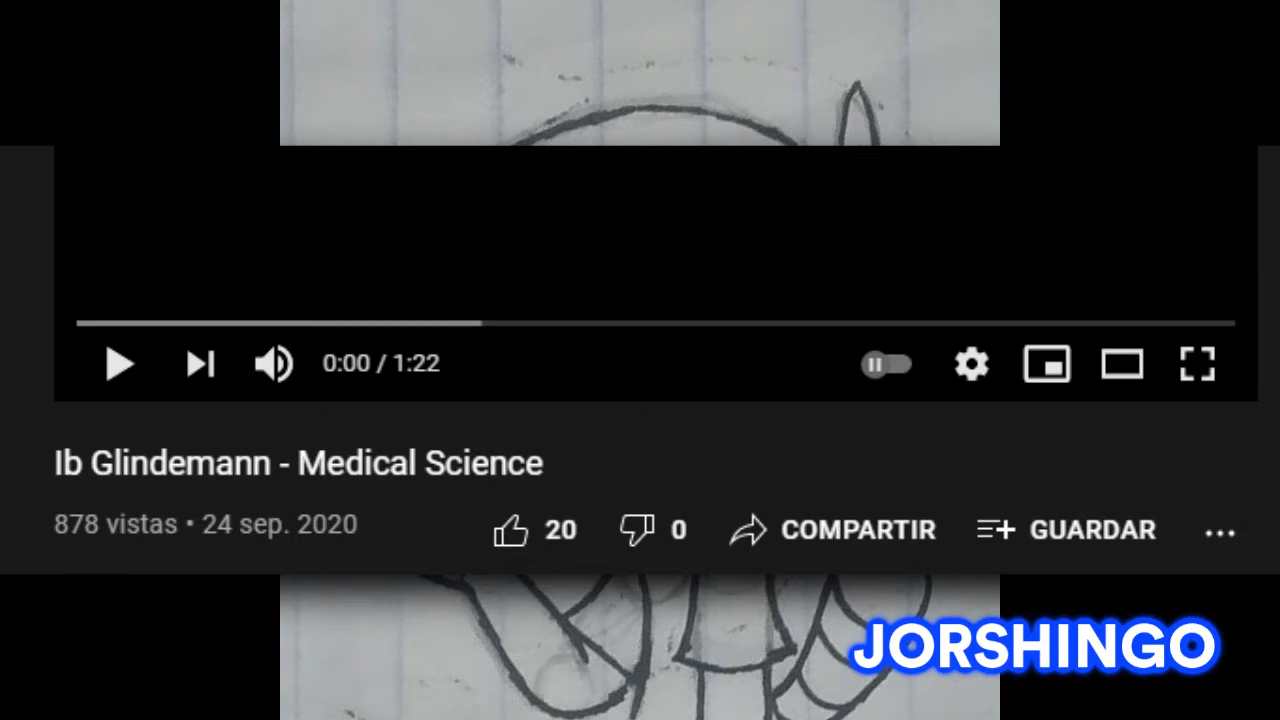 0:00 / 1:22
Ib Glindemann - Medical Science
878 vistas • 24 sep. 2020
20
0
COMPARTIR
GUARDAR
JORSHINGO